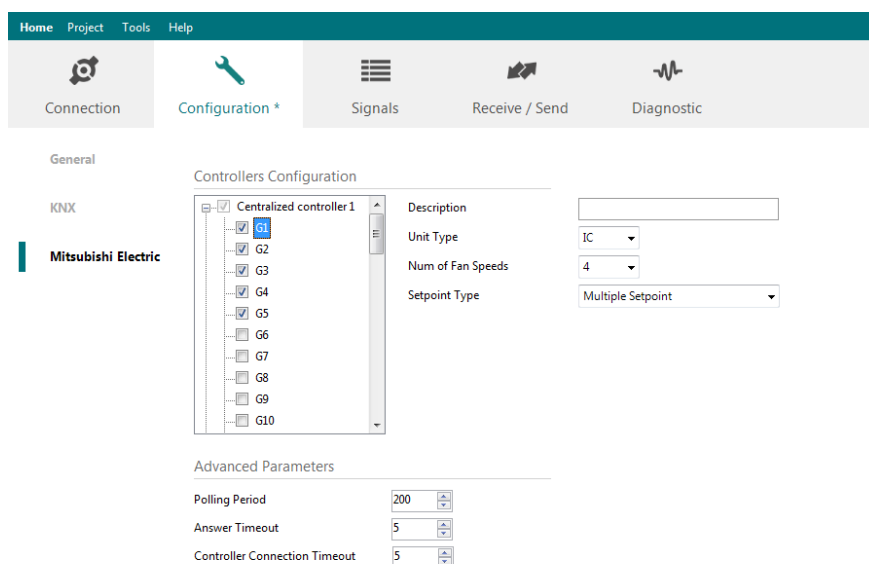 Home Project Tools Help
Connection Configuration * Signals Receive / Send Diagnostic
General
KNX
Mitsubishi Electric
Controllers Configuration
Centralized controller 1
G1
G2
G3
G4
G5
G6
G7
G8
G9
G10
Description
Unit Type IC
Num of Fan Speeds 4
Setpoint Type Multiple Setpoint
Advanced Parameters
Polling Period 200
Answer Timeout 5
Controller Connection Timeout 5